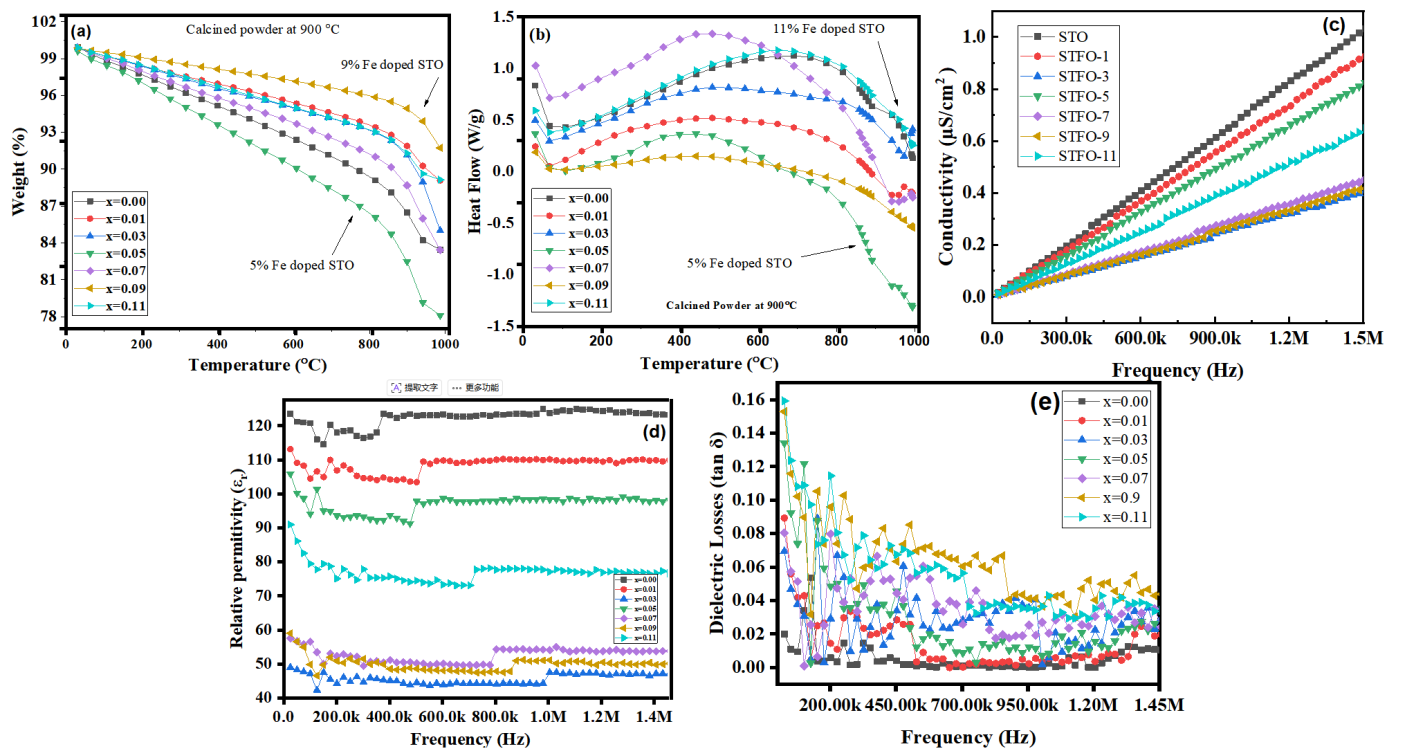 (a)
Calcined powder at 900 °C
9% Fe doped STO
5% Fe doped STO
x=0.00
x=0.01
x=0.03
x=0.05
x=0.07
x=0.09
x=0.11
Weight (%)
102
99
96
93
90
87
84
81
78
0
200
400
600
800
1000
Temperature (°C)
(b)
11% Fe doped STO
5% Fe doped STO
Calcined Powder at 900°C
x=0.00
x=0.01
x=0.03
x=0.05
x=0.07
x=0.09
x=0.11
Heat Flow (W/g)
1.5
1.0
0.5
0.0
-0.5
-1.0
-1.5
0
200
400
600
800
1000
Temperature (°C)
(c)
STO
STFO-1
STFO-3
STFO-5
STFO-7
STFO-9
STFO-11
Conductivity (μS/cm²)
1.0
0.8
0.6
0.4
0.2
0.0
0.0
300.0k
600.0k
900.0k
1.2M
1.5M
Frequency (Hz)
提取文字
更多功能
(d)
x=0.00
x=0.01
x=0.03
x=0.05
x=0.07
x=0.09
x=0.11
Relative permitivity (εr)
120
110
100
90
80
70
60
50
40
0.0
200.0k
400.0k
600.0k
800.0k
1.0M
1.2M
1.4M
Frequency (Hz)
(e)
x=0.00
x=0.01
x=0.03
x=0.05
x=0.07
x=0.9
x=0.11
Dielectric Losses (tan δ)
0.16
0.14
0.12
0.10
0.08
0.06
0.04
0.02
0.00
200.00k
450.00k
700.00k
950.00k
1.20M
1.45M
Frequency (Hz)